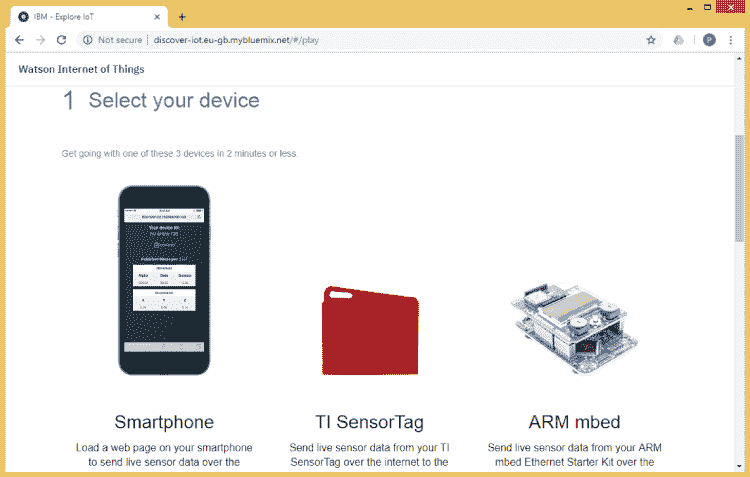 IBM - Explore IoT
Not secure | discover-iot.eu-gb.mybluemix.net/#/play
P
Watson Internet of Things
1 Select your device
Get going with one of these 3 devices in 2 minutes or less.
Smartphone
Load a web page on your smartphone
to send live sensor data over the
TI SensorTag
Send live sensor data from your TI
SensorTag over the internet to the
ARM mbed
Send live sensor data from your ARM
mbed Ethernet Starter Kit over the